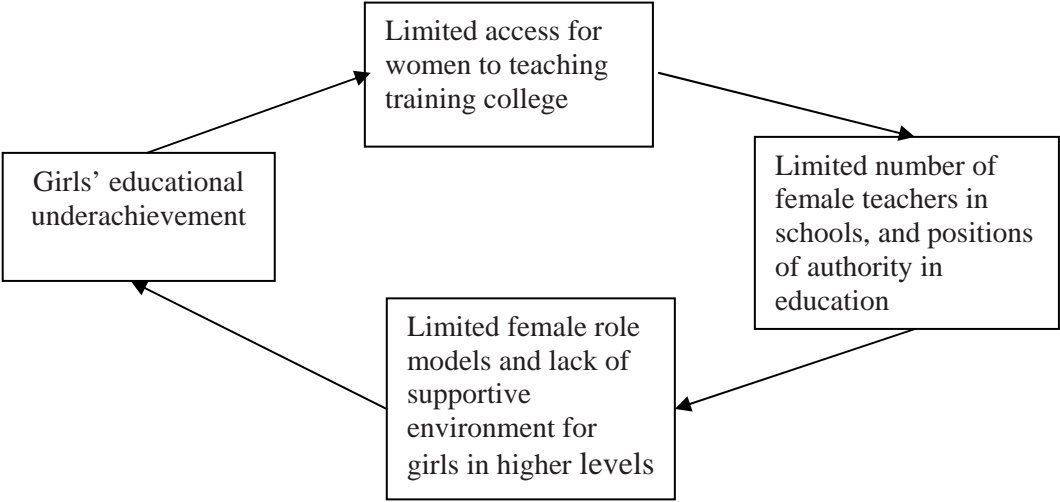 Limited access for
women to teaching
training college
Girls’ educational
underachievement
Limited number of
female teachers in
schools, and positions
of authority in
education
Limited female role
models and lack of
supportive
environment for
girls in higher levels